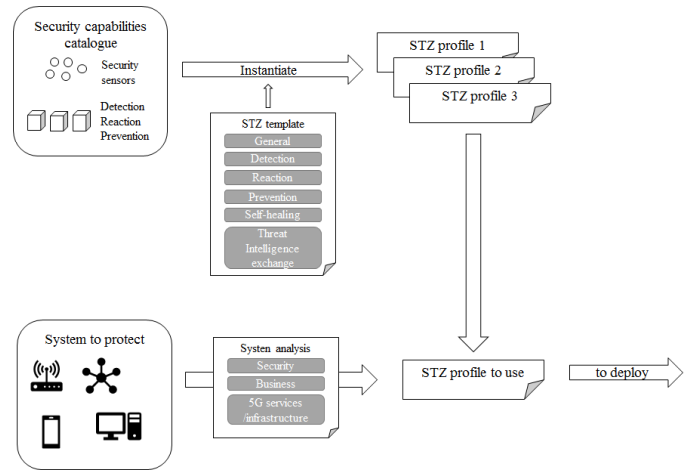 Security capabilities
catalogue
Security
sensors
Detection
Reaction
Prevention
Instantiate
STZ template
General
Detection
Reaction
Prevention
Self-healing
Threat
Intelligence
exchange
STZ profile 1
STZ profile 2
STZ profile 3
System to protect
Systen analysis
Security
Business
5G services
/infrastructure
STZ profile to use
to deploy